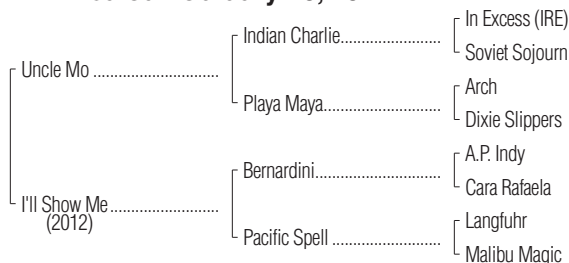 In Excess (IRE)
Indian Charlie
Soviet Sojourn
Uncle Mo
Arch
Playa Maya
Dixie Slippers
A.P. Indy
Bernardini
Cara Rafaela
I'll Show Me
(2012)
Langfuhr
Pacific Spell
Malibu Magic